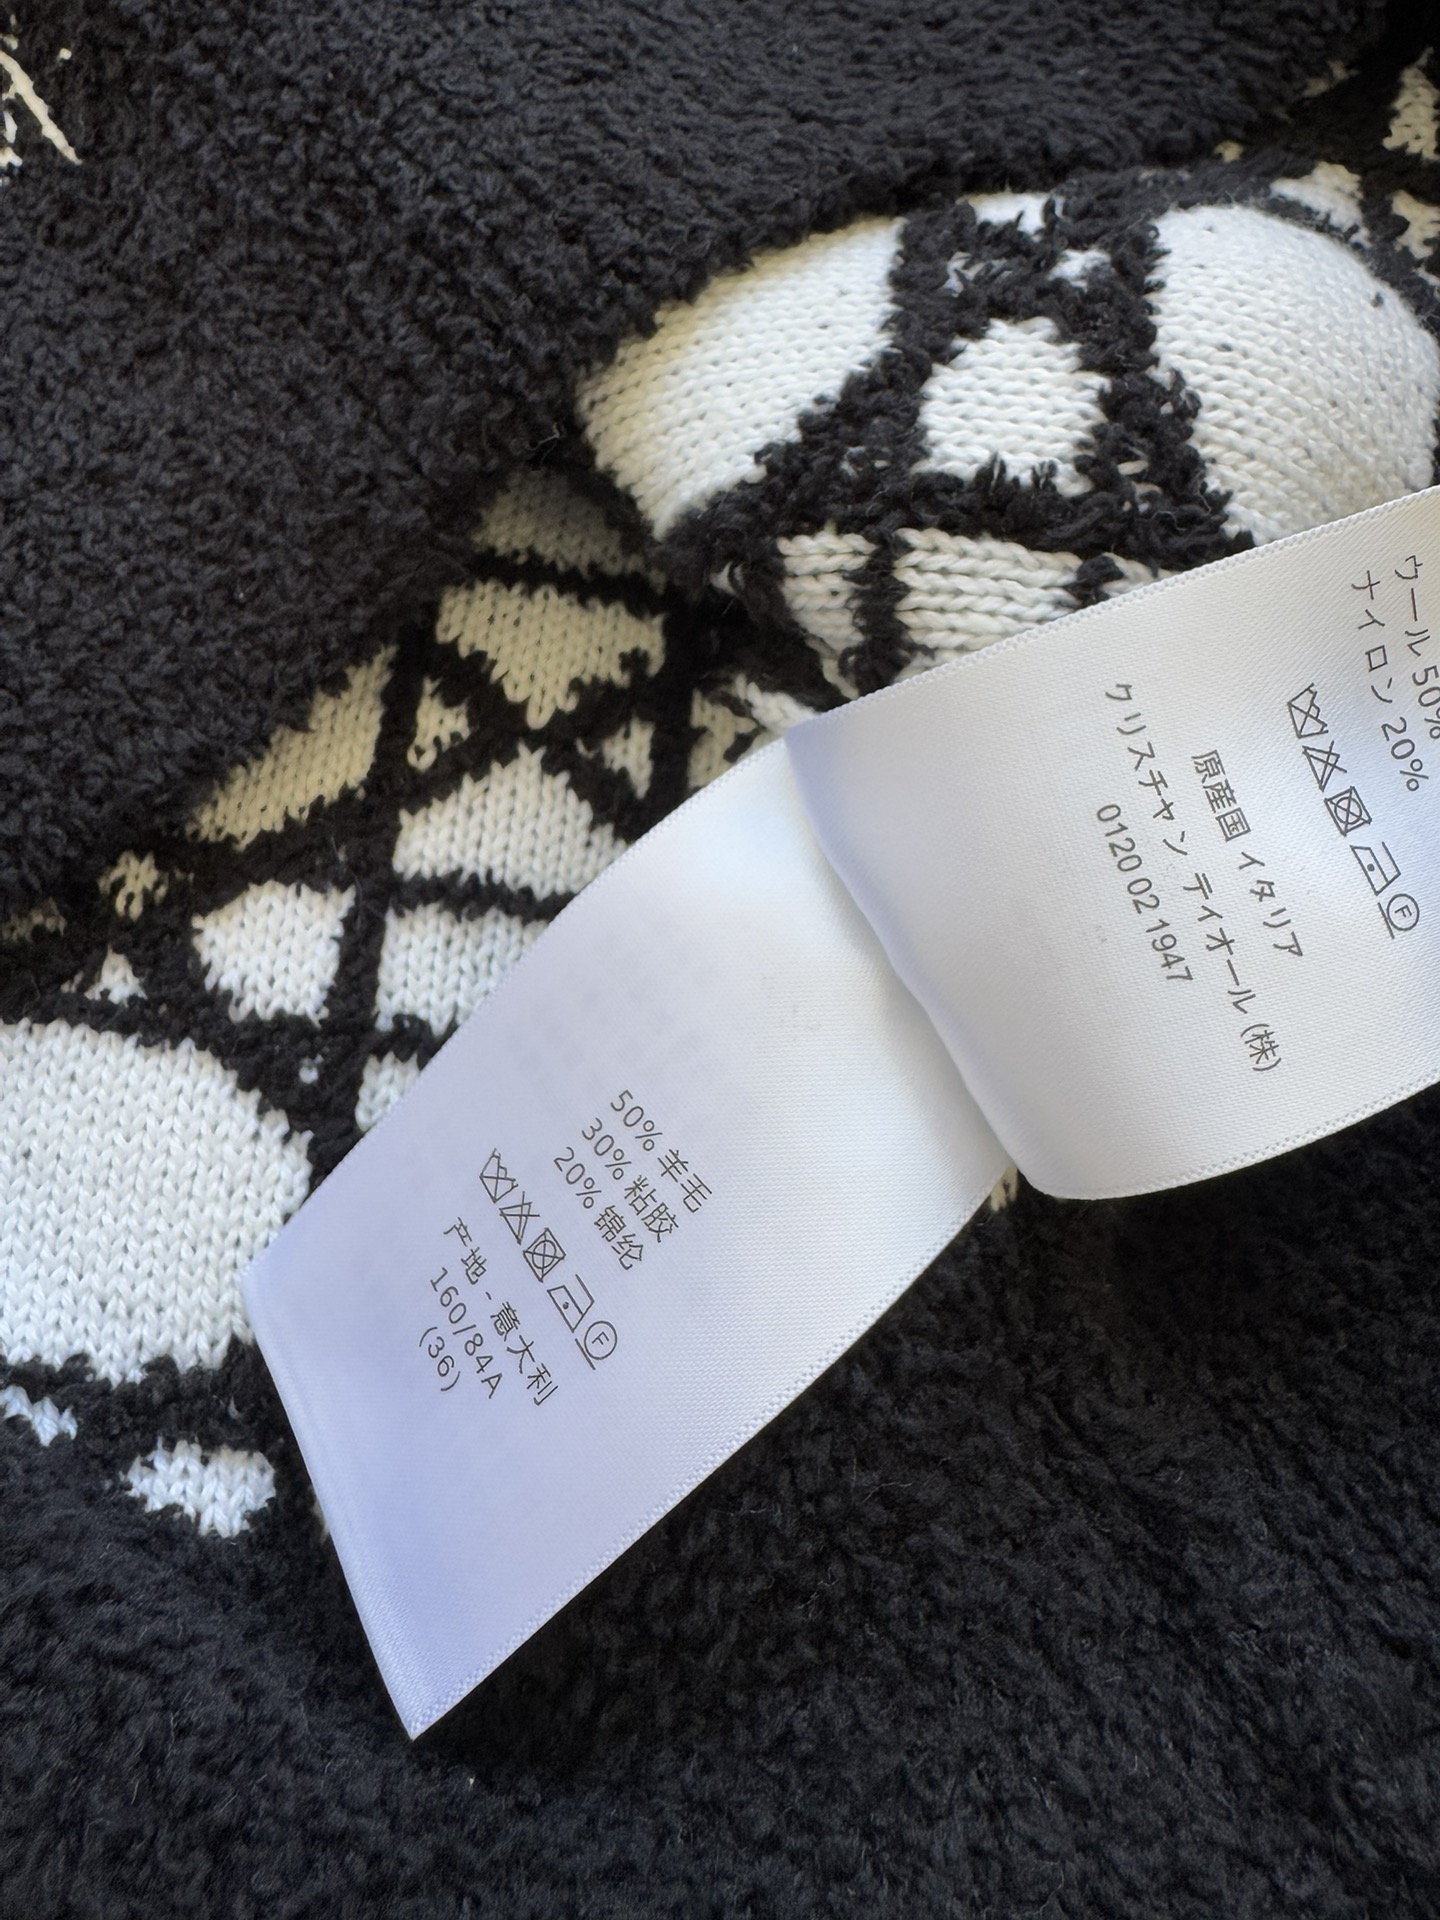 ウール 50%
ナイロン 20%
原産国 イタリア
クリスチャン ディオール (株)
0120 02 1947
50% 羊毛
30% 粘胶
20% 锦纶
F
产地 - 意大利
160/84A
(36)